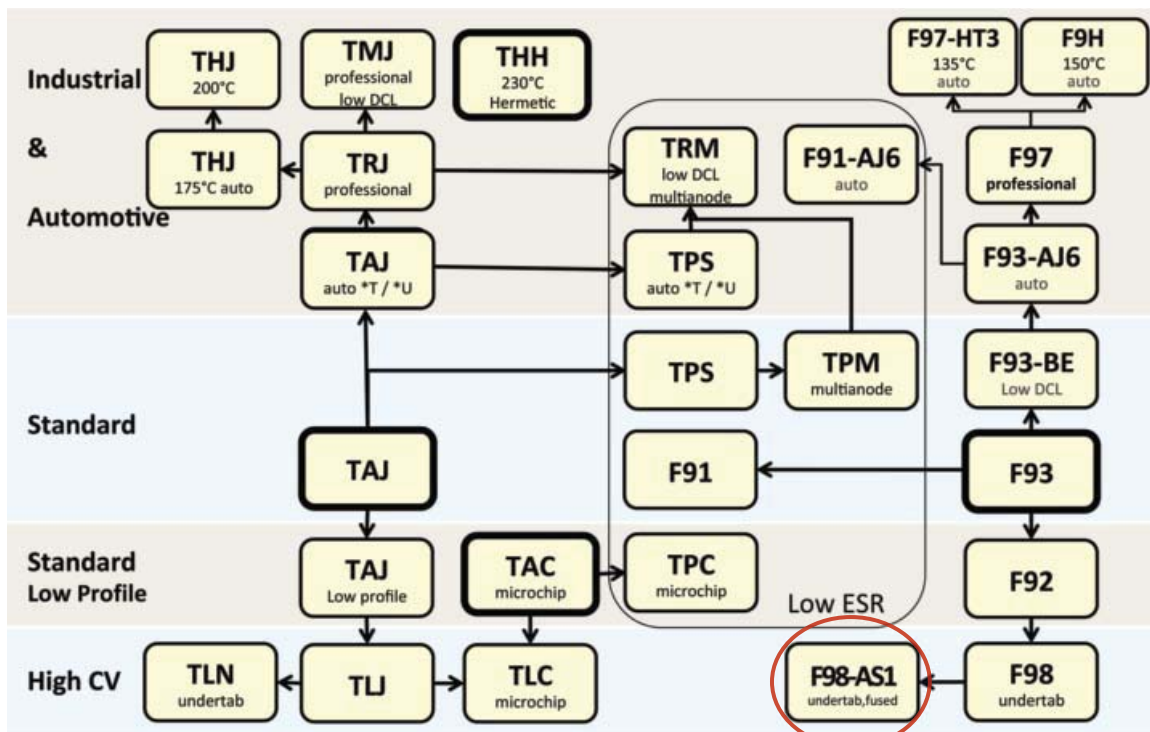 Industrial
&
Automotive
THJ
200°C
TMJ
professional
low DCL
THH
230°C
Hermetic
F97-HT3
135°C
auto
F9H
150°C
auto
THJ
175°C auto
TRJ
professional
TRM
low DCL
multianode
F91-AJ6
auto
F97
professional
TAJ
auto *T / *U
TPS
auto *T / *U
F93-AJ6
auto
Standard
TPS
TPM
multianode
F93-BE
Low DCL
TAJ
F91
F93
Standard
Low Profile
TAJ
Low profile
TAC
microchip
TPC
microchip
Low ESR
F92
High CV
TLN
undertab
TLJ
TLC
microchip
F98-AS1
undertab,fused
F98
undertab